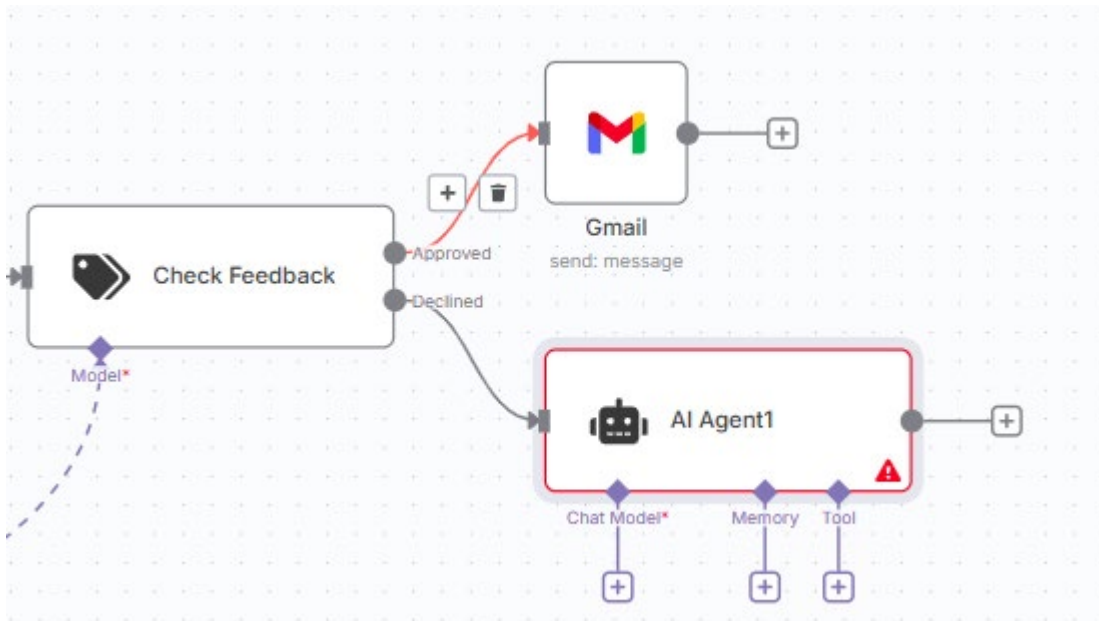 Gmail
send: message
Check Feedback
Approved
Declined
Model*
AI Agent1
Chat Model*
Memory
Tool